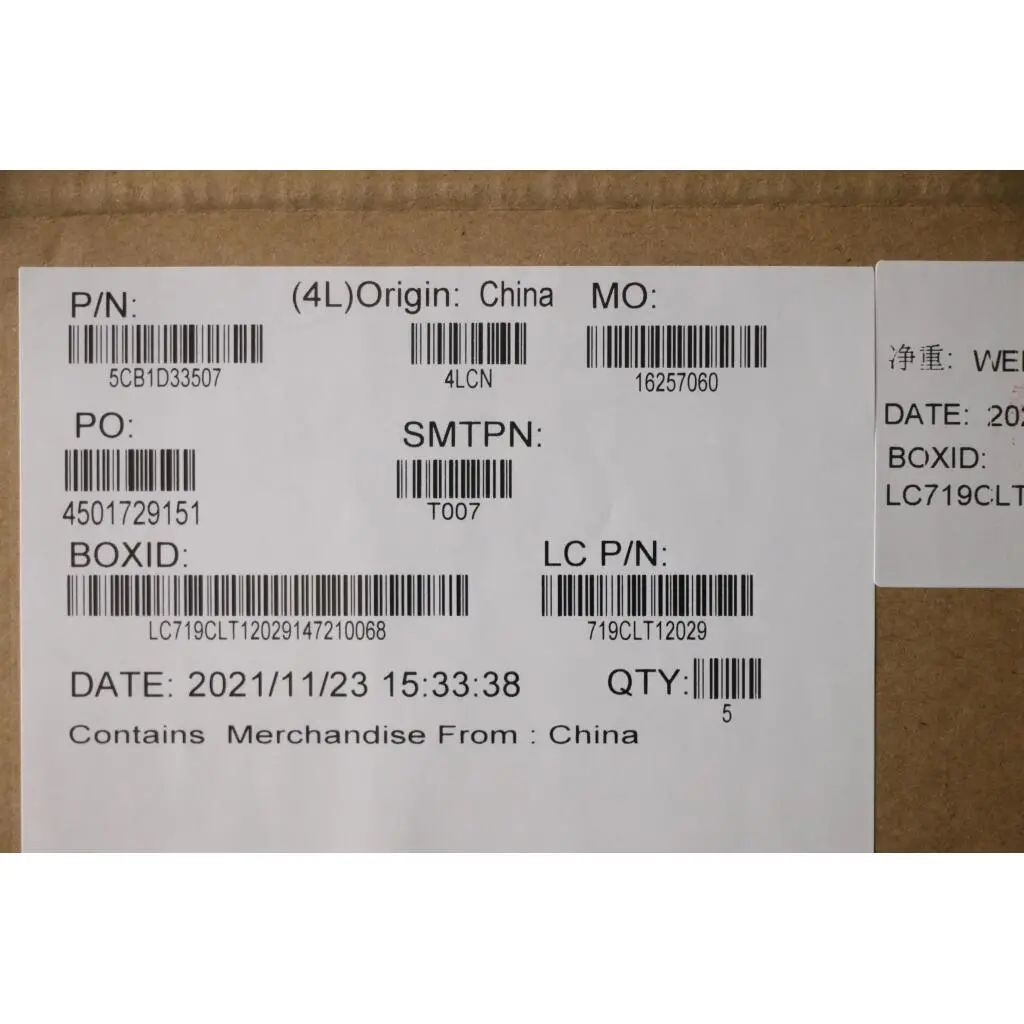 P/N: (4L)Origin: China MO:
5CB1D33507 4LCN 16257060
PO: SMTPN:
4501729151 T007
BOXID: LC P/N:
LC719CLT12029147210068 719CLT12029
DATE: 2021/11/23 15:33:38 QTY:
5
Contains Merchandise From : China
净重:
DATE:
BOXID:
LC719CLT